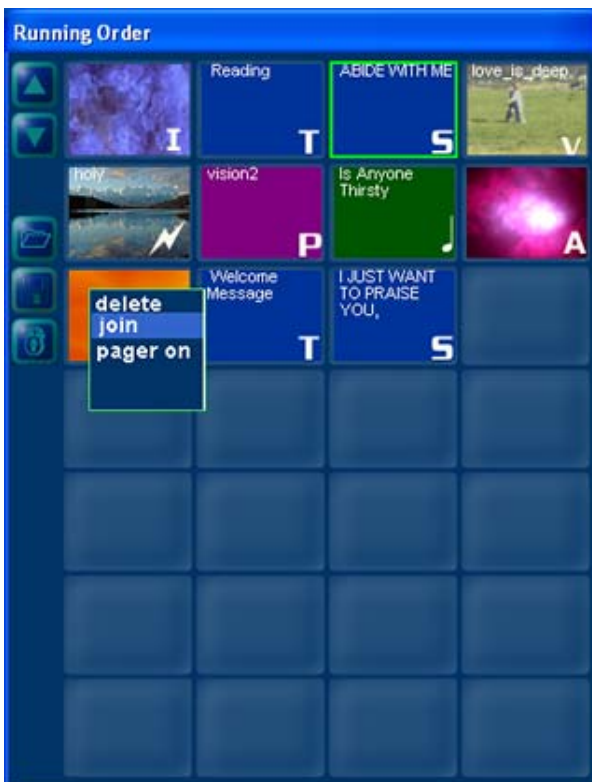 Running Order
Reading
ABIDE WITH ME
love_is_deep.
I
T
S
V
holy
vision2
Is Anyone
Thirsty
P
A
delete
join
pager on
Welcome
Message
T
I JUST WANT
TO PRAISE
YOU,
S